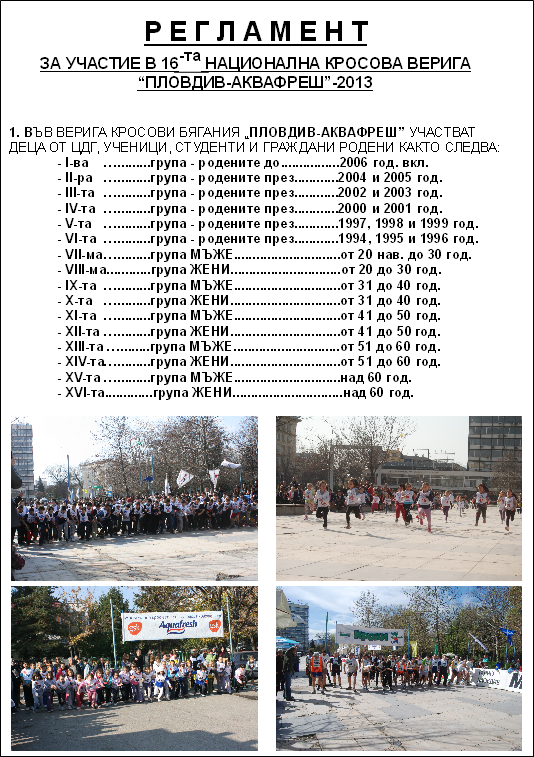 РЕГЛАМЕНТ
ЗА УЧАСТИЕ В 16-та НАЦИОНАЛНА КРОСОВА ВЕРИГА
“ПЛОВДИВ-АКВАФРЕШ”-2013
1. ВЪВ ВЕРИГА КРОСОВИ БЯГАНИЯ „ПЛОВДИВ-АКВАФРЕШ” УЧАСТВАТ
ДЕЦА ОТ ЦДГ, УЧЕНИЦИ, СТУДЕНТИ И ГРАЖДАНИ РОДЕНИ КАКТО СЛЕДВА:
- I-ва ............група - родените до...............2006 год. вкл.
- II-ра ............група - родените през...........2004 и 2005 год.
- III-та ............група - родените през...........2002 и 2003 год.
- IV-та ............група - родените през...........2000 и 2001 год.
- V-та ............група - родените през...........1997, 1998 и 1999 год.
- VI-та ............група - родените през...........1994, 1995 и 1996 год.
- VII-ма............група МЪЖЕ...........................от 20 нав. до 30 год.
- VIII-ма...........група ЖЕНИ............................от 20 до 30 год.
- IX-та ............група МЪЖЕ...........................от 31 до 40 год.
- X-та ............група ЖЕНИ............................от 31 до 40 год.
- XI-та ............група МЪЖЕ...........................от 41 до 50 год.
- XII-та ............група ЖЕНИ............................от 41 до 50 год.
- XIII-та ...........група МЪЖЕ...........................от 51 до 60 год.
- XIV-та............група ЖЕНИ............................от 51 до 60 год.
- XV-та ............група МЪЖЕ...........................над 60 год.
- XVI-та............група ЖЕНИ............................над 60 год.
Aquafresh